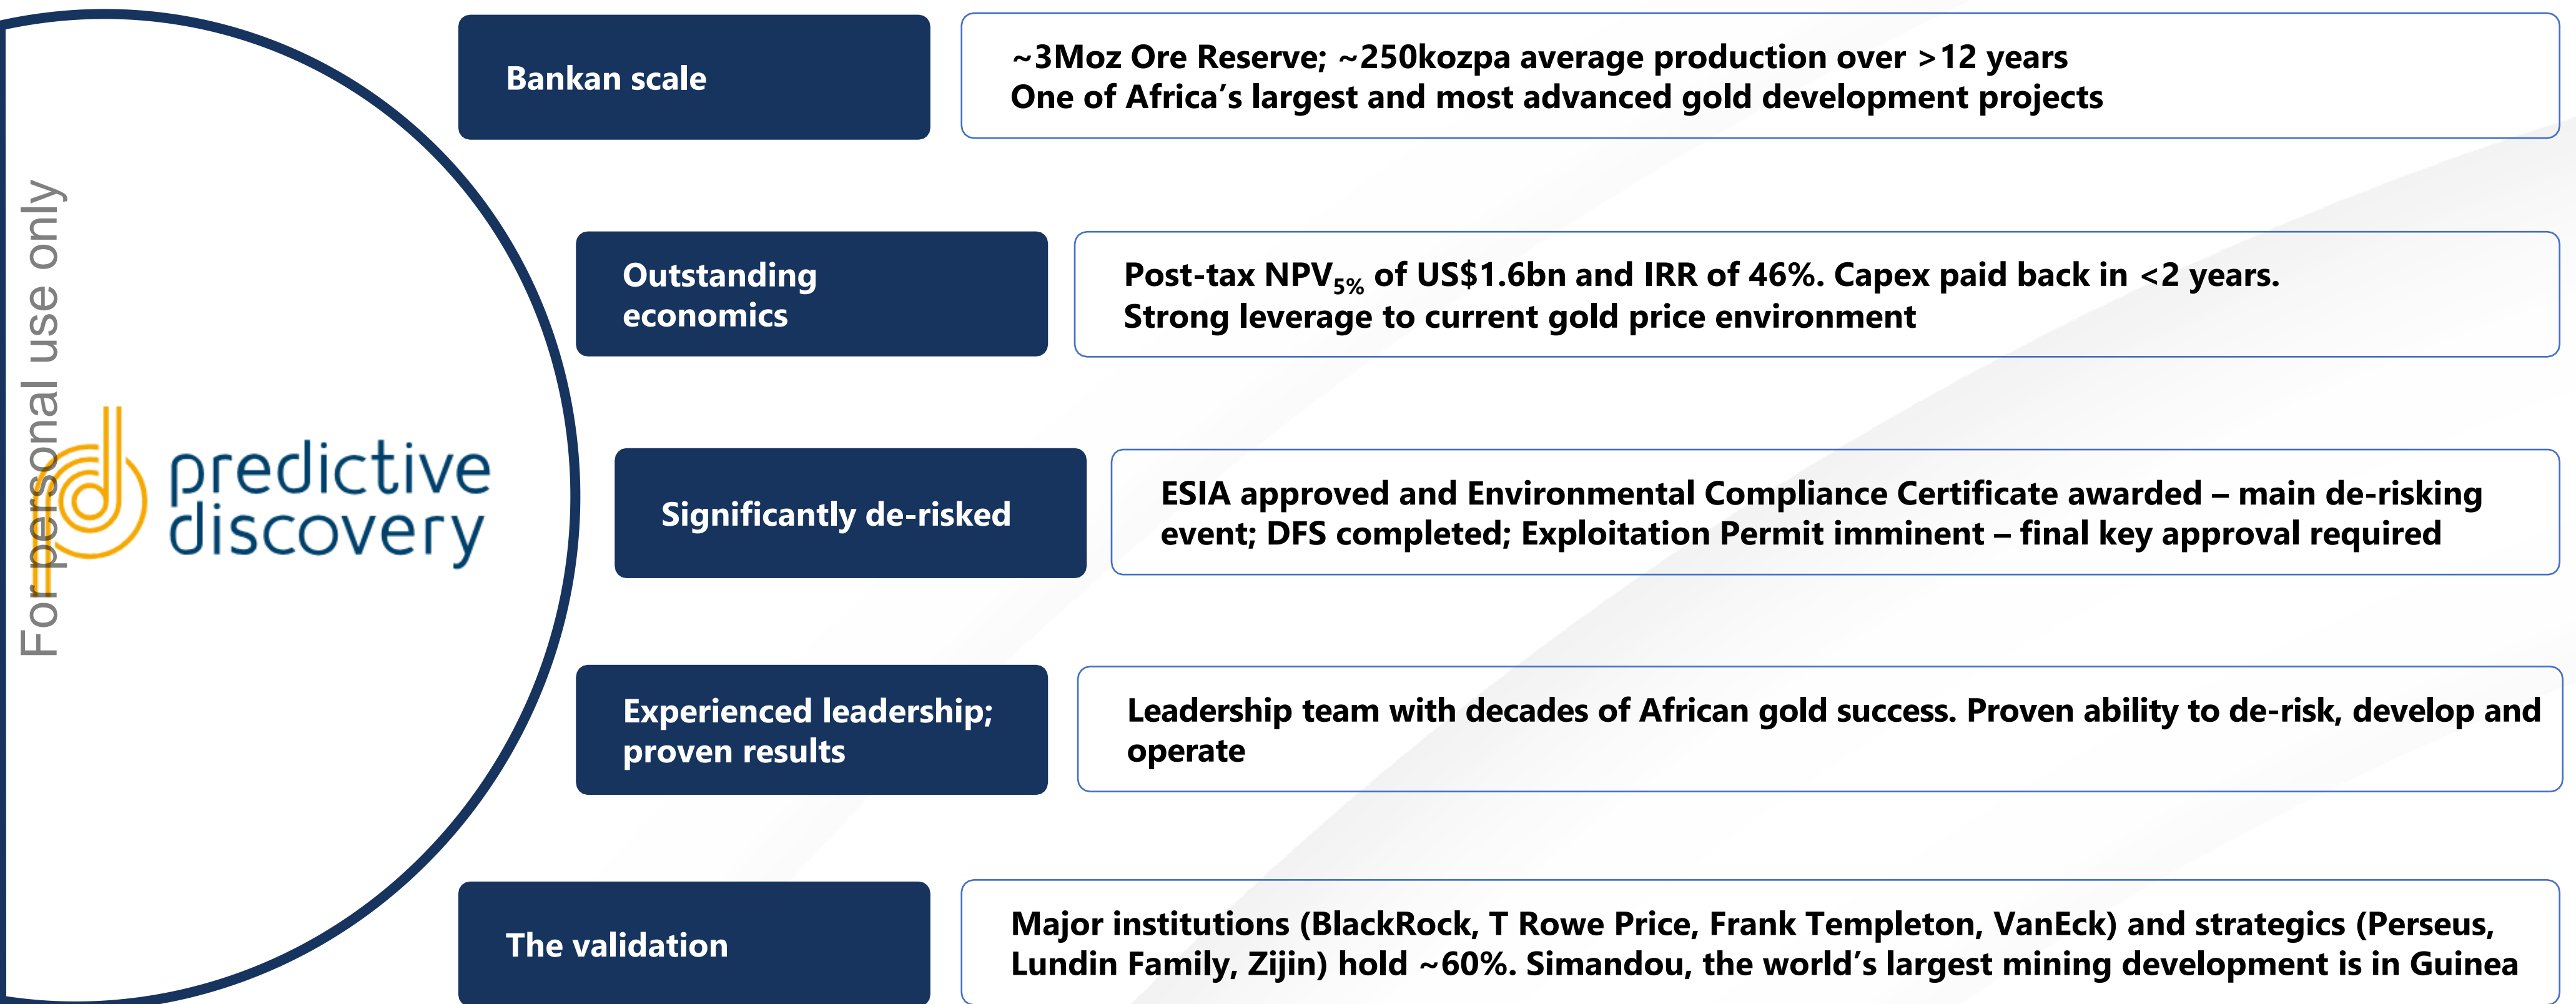 Bankan scale
~3Moz Ore Reserve; ~250kozpa average production over >12 years
One of Africa’s largest and most advanced gold development projects
Outstanding
economics
Post-tax NPV5% of US$1.6bn and IRR of 46%. Capex paid back in <2 years.
Strong leverage to current gold price environment
For personal use only
predictive
discovery
Significantly de-risked
ESIA approved and Environmental Compliance Certificate awarded – main de-risking
event; DFS completed; Exploitation Permit imminent – final key approval required
Experienced leadership;
proven results
Leadership team with decades of African gold success. Proven ability to de-risk, develop and
operate
The validation
Major institutions (BlackRock, T Rowe Price, Frank Templeton, VanEck) and strategics (Perseus,
Lundin Family, Zijin) hold ~60%. Simandou, the world’s largest mining development is in Guinea